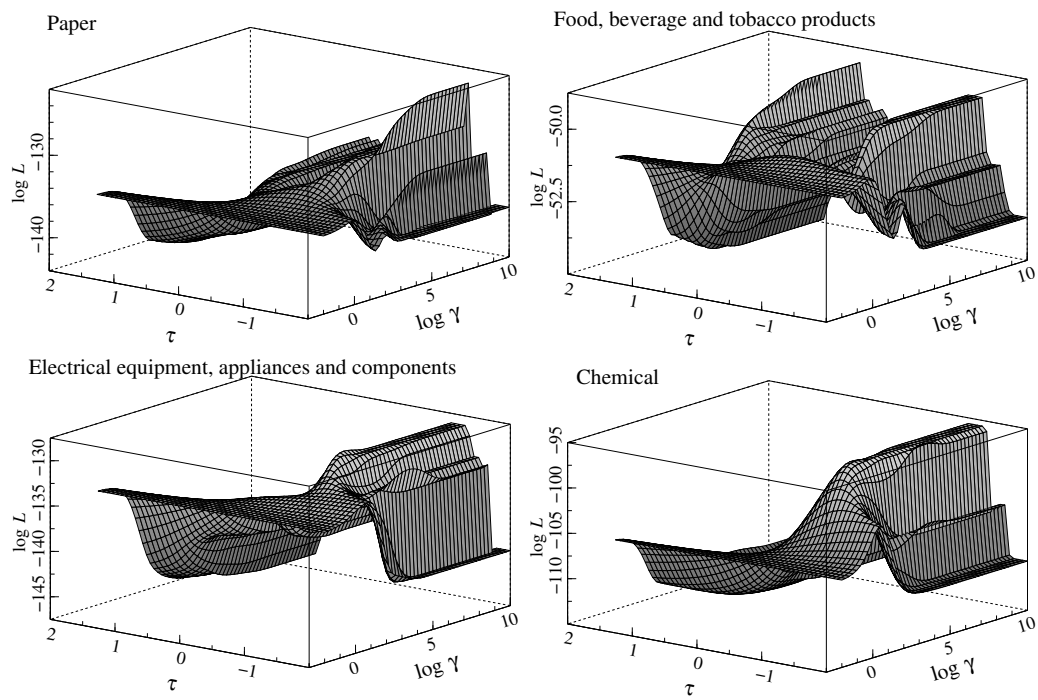 Paper
log L
−130
−140
2
1
0
−1
τ
0
5
10
log γ
Food, beverage and tobacco products
log L
−50.0
−52.5
2
1
0
−1
τ
0
5
10
log γ
Electrical equipment, appliances and components
log L
−130
−135
−140
−145
2
1
0
−1
τ
0
5
10
log γ
Chemical
log L
−95
−100
−105
−110
2
1
0
−1
τ
0
5
10
log γ